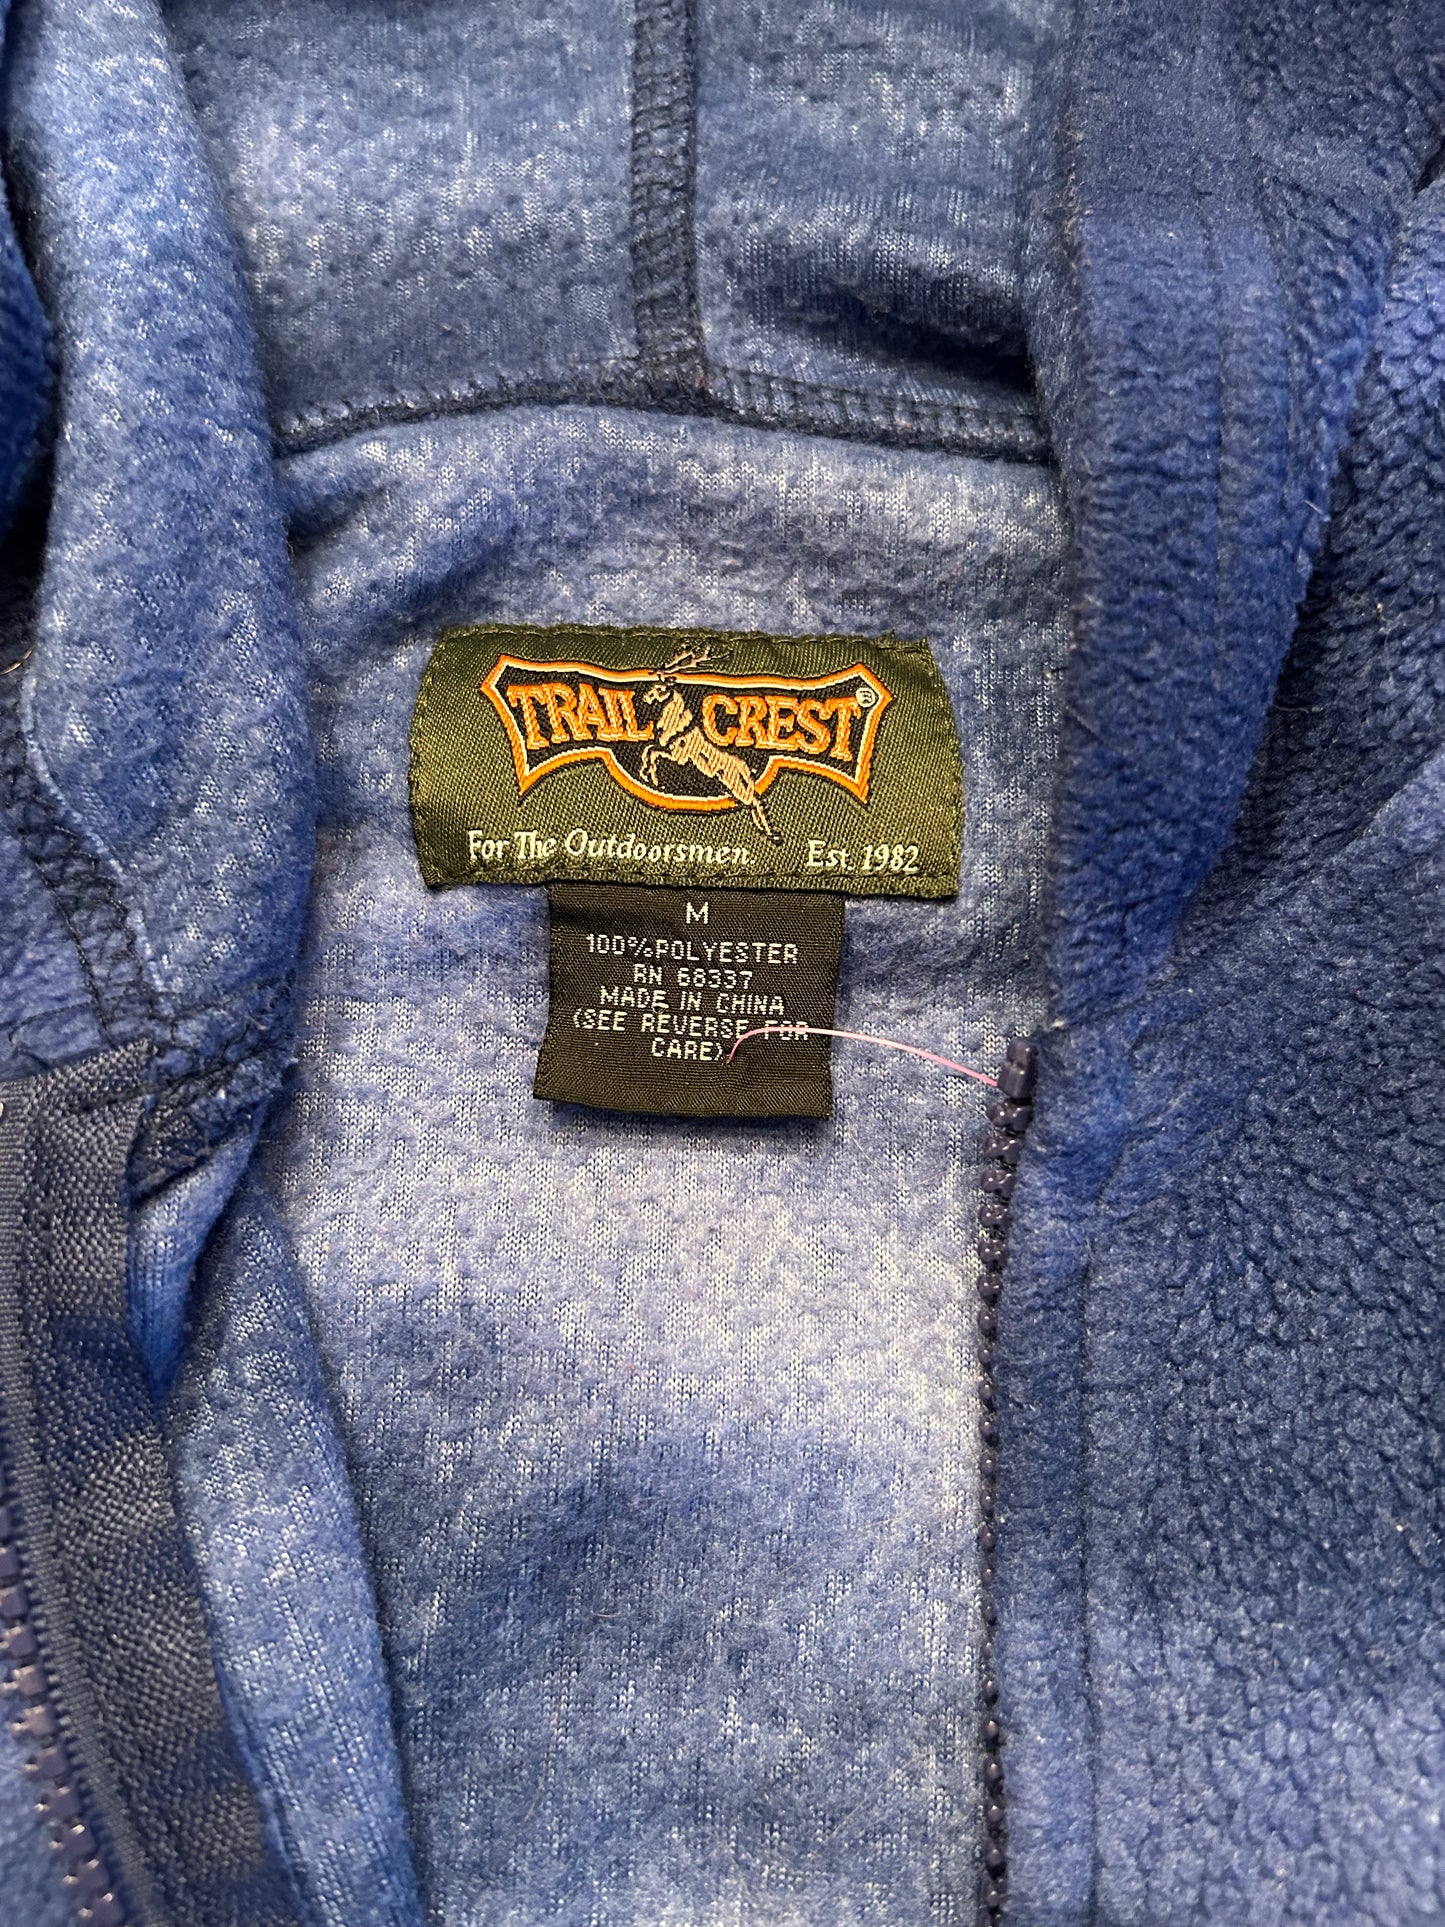 TRAIL CREST ®
For The Outdoorsmen. Est. 1982
M
100%POLYESTER
RN 68337
MADE IN CHINA
(SEE REVERSE FOR
CARE)